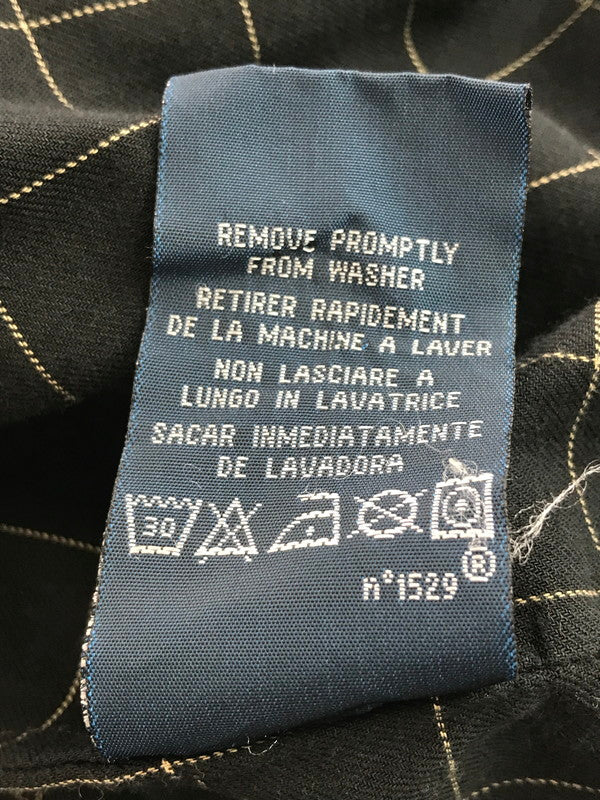 REMOVE PROMPTLY
FROM WASHER
RETIRER RAPIDEMENT
DE LA MACHINE A LAVER
NON LASCIARE A
LUNGO IN LAVATRICE
SACAR INMEDIATAMENTE
DE LAVADORA
30
n°1529 ®